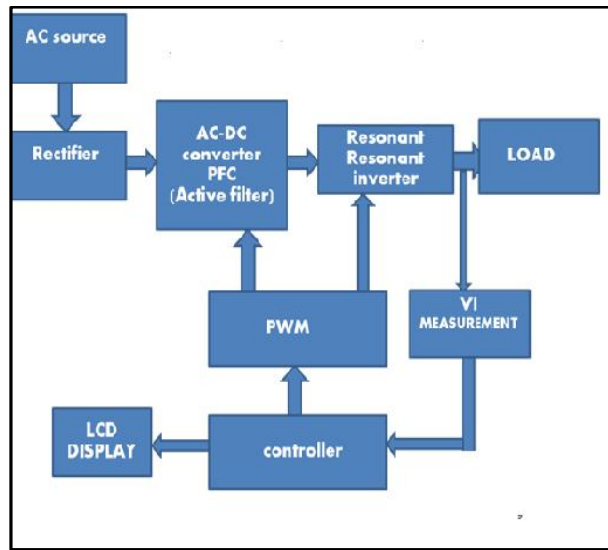 AC source
Rectifier
AC-DC
converter
PFC
(Active filter)
Resonant
Resonant
inverter
LOAD
PWM
VI
MEASUREMENT
LCD
DISPLAY
controller